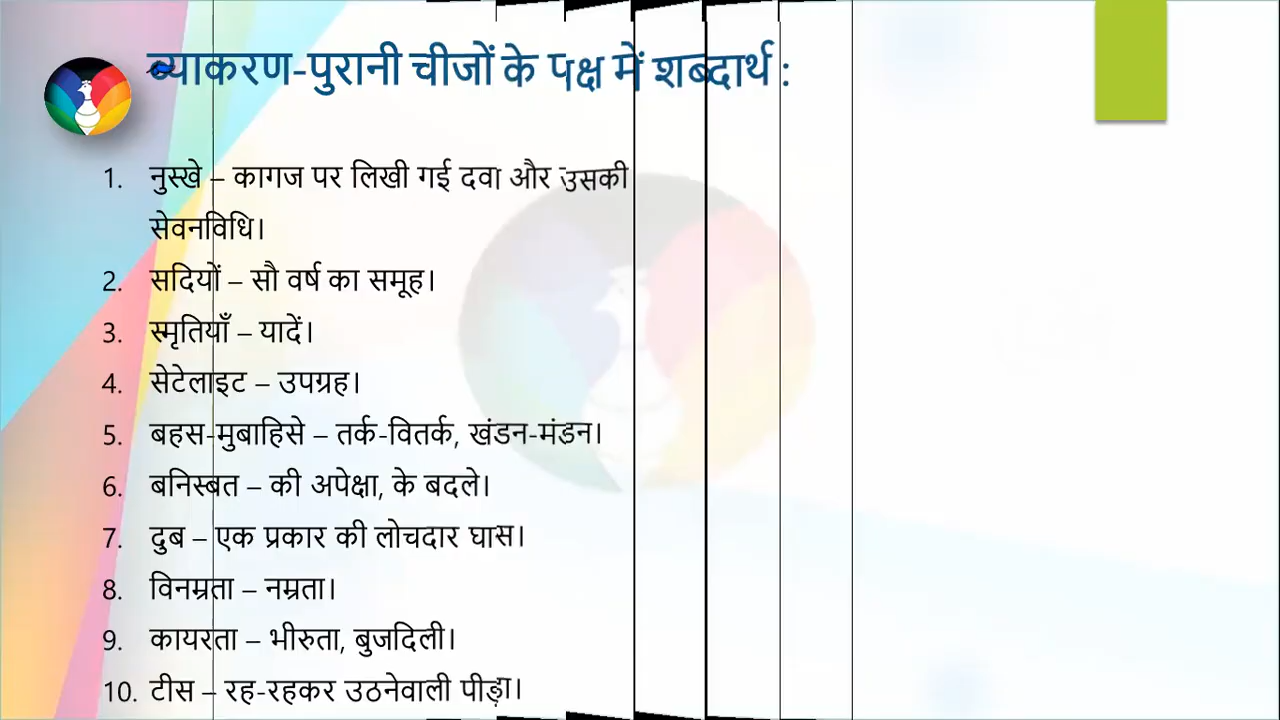 व्याकरण-पुरानी चीजों के पक्ष में शब्दार्थ :
1. नुस्खे – कागज पर लिखी गई दवा और उसकी
सेवनविधि।
2. सदियों – सौ वर्ष का समूह।
3. स्मृतियाँ – यादें।
4. सेटेलाइट – उपग्रह।
5. बहस-मुबाहिसे – तर्क-वितर्क, खंडन-मंडन।
6. बनिस्बत – की अपेक्षा, के बदले।
7. दुब – एक प्रकार की लोचदार घास।
8. विनम्रता – नम्रता।
9. कायरता – भीरुता, बुजदिली।
10. टीस – रह-रहकर उठनेवाली पीड़ा।